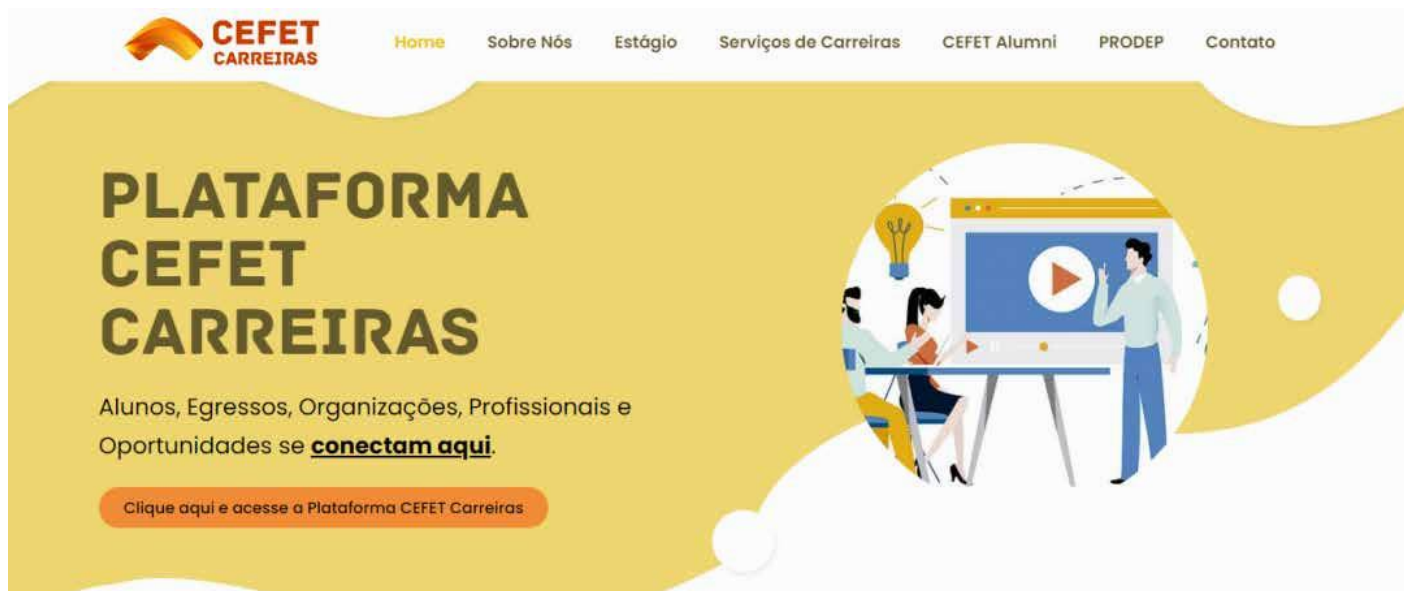 CEFET
CARREIRAS
Home Sobre Nós Estágio Serviços de Carreiras CEFET Alumni PRODEP Contato
PLATAFORMA
CEFET
CARREIRAS
Alunos, Egressos, Organizações, Profissionais e
Oportunidades se conectam aqui.
Clique aqui e acesse a Plataforma CEFET Carreiras